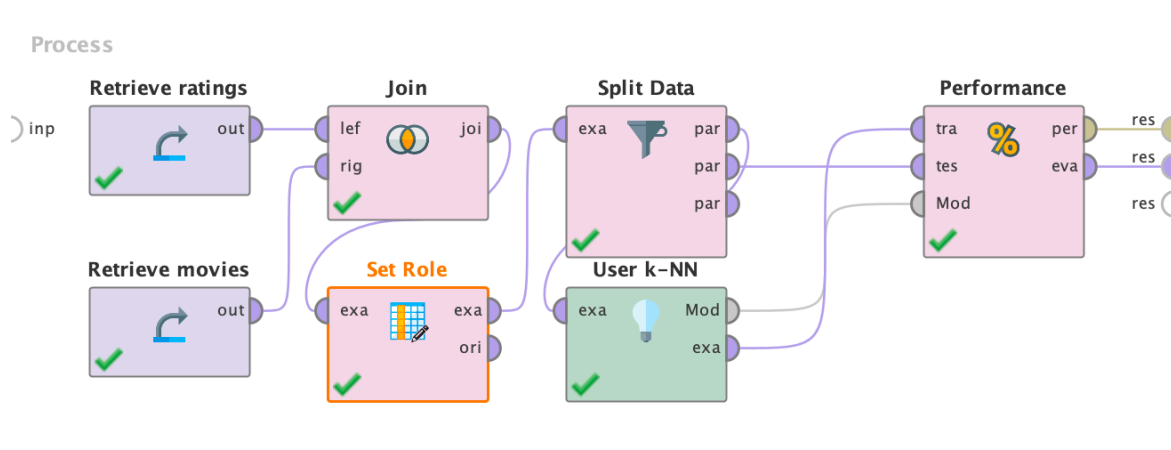 Process
Retrieve ratings
Join
Split Data
Performance
inp
out
lef
joi
exa
par
tra
per
res
rig
par
tes
eva
res
par
Mod
res
Retrieve movies
Set Role
User k-NN
out
exa
exa
exa
Mod
ori
exa
%